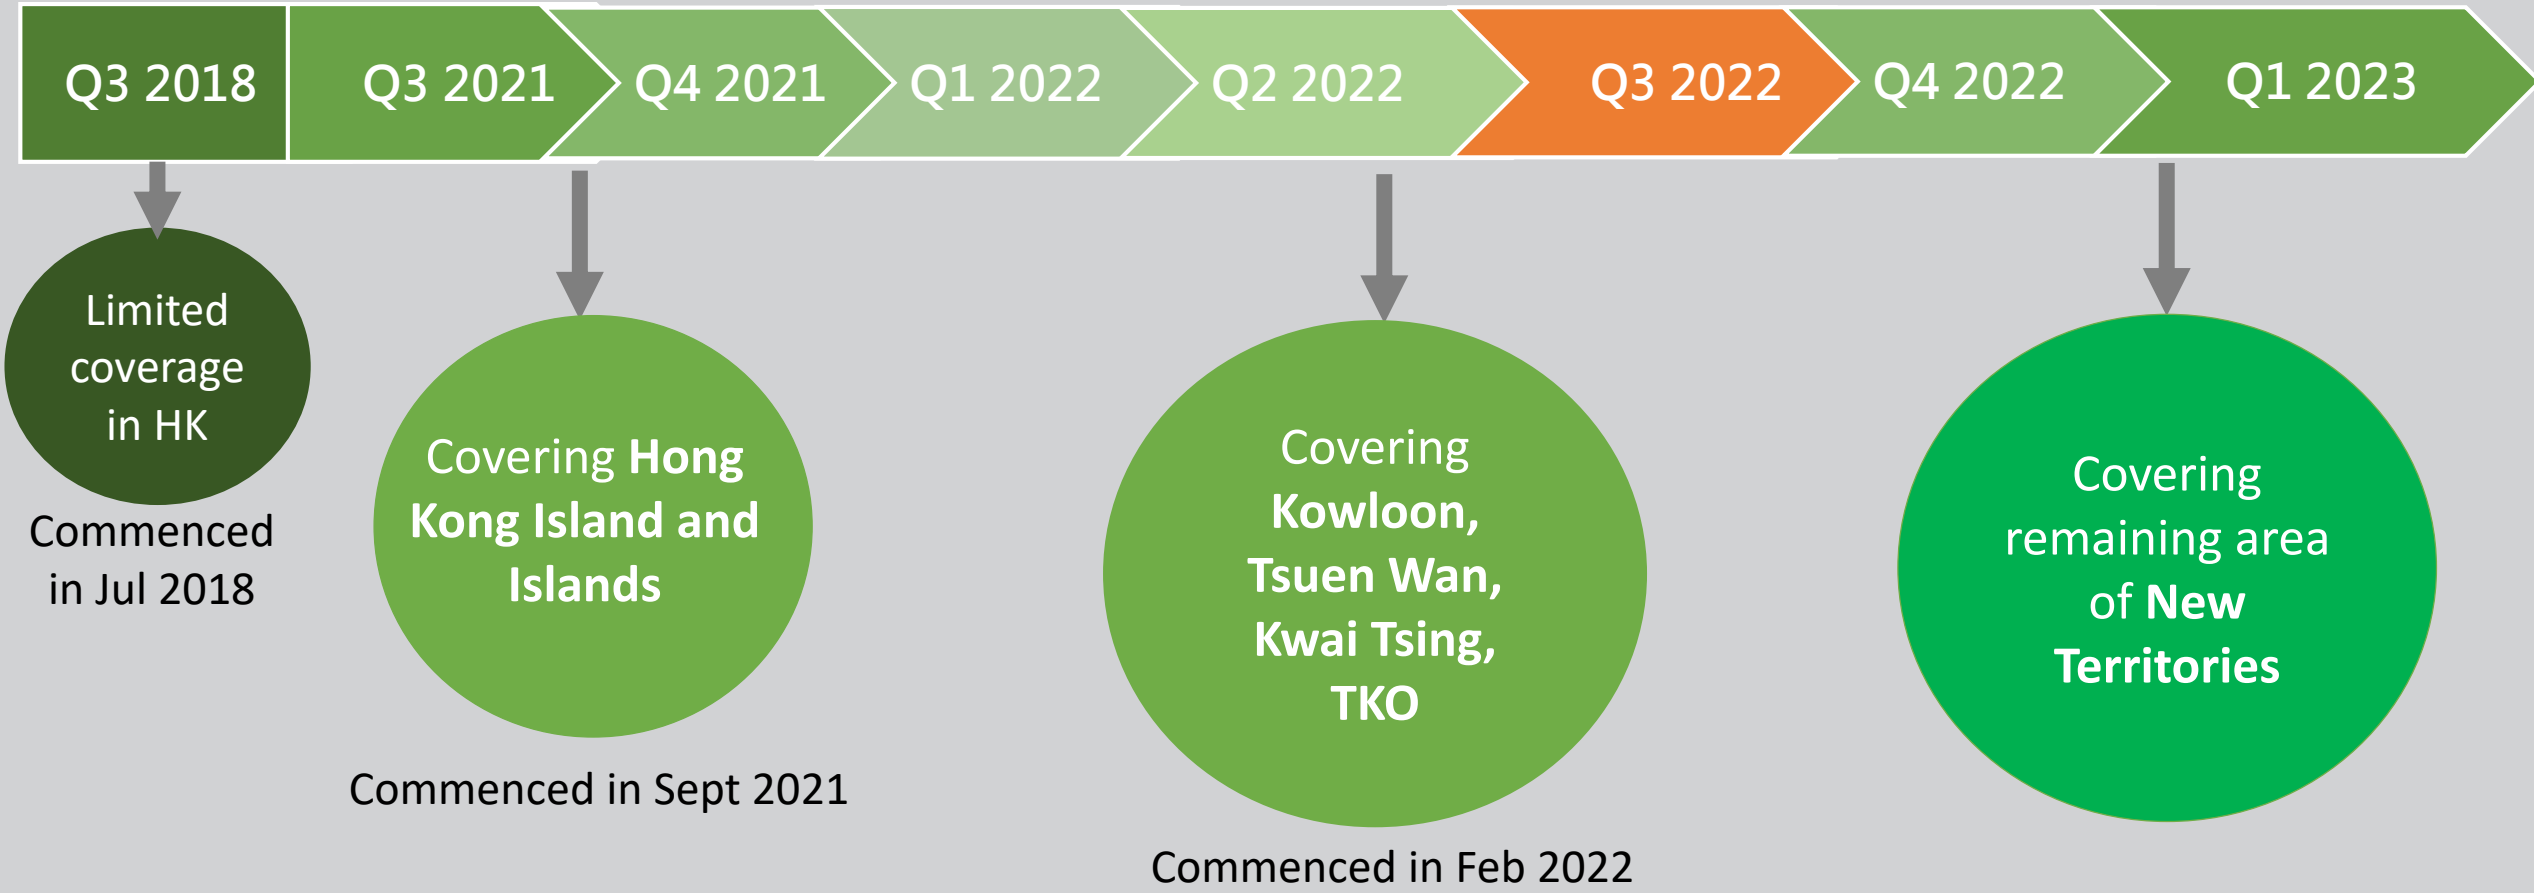 Q3 2018
Q3 2021
Q4 2021
Q1 2022
Q2 2022
Q3 2022
Q4 2022
Q1 2023
Limited
coverage
in HK
Commenced
in Jul 2018
Covering Hong
Kong Island and
Islands
Commenced in Sept 2021
Covering
Kowloon,
Tsuen Wan,
Kwai Tsing,
TKO
Commenced in Feb 2022
Covering
remaining area
of New
Territories